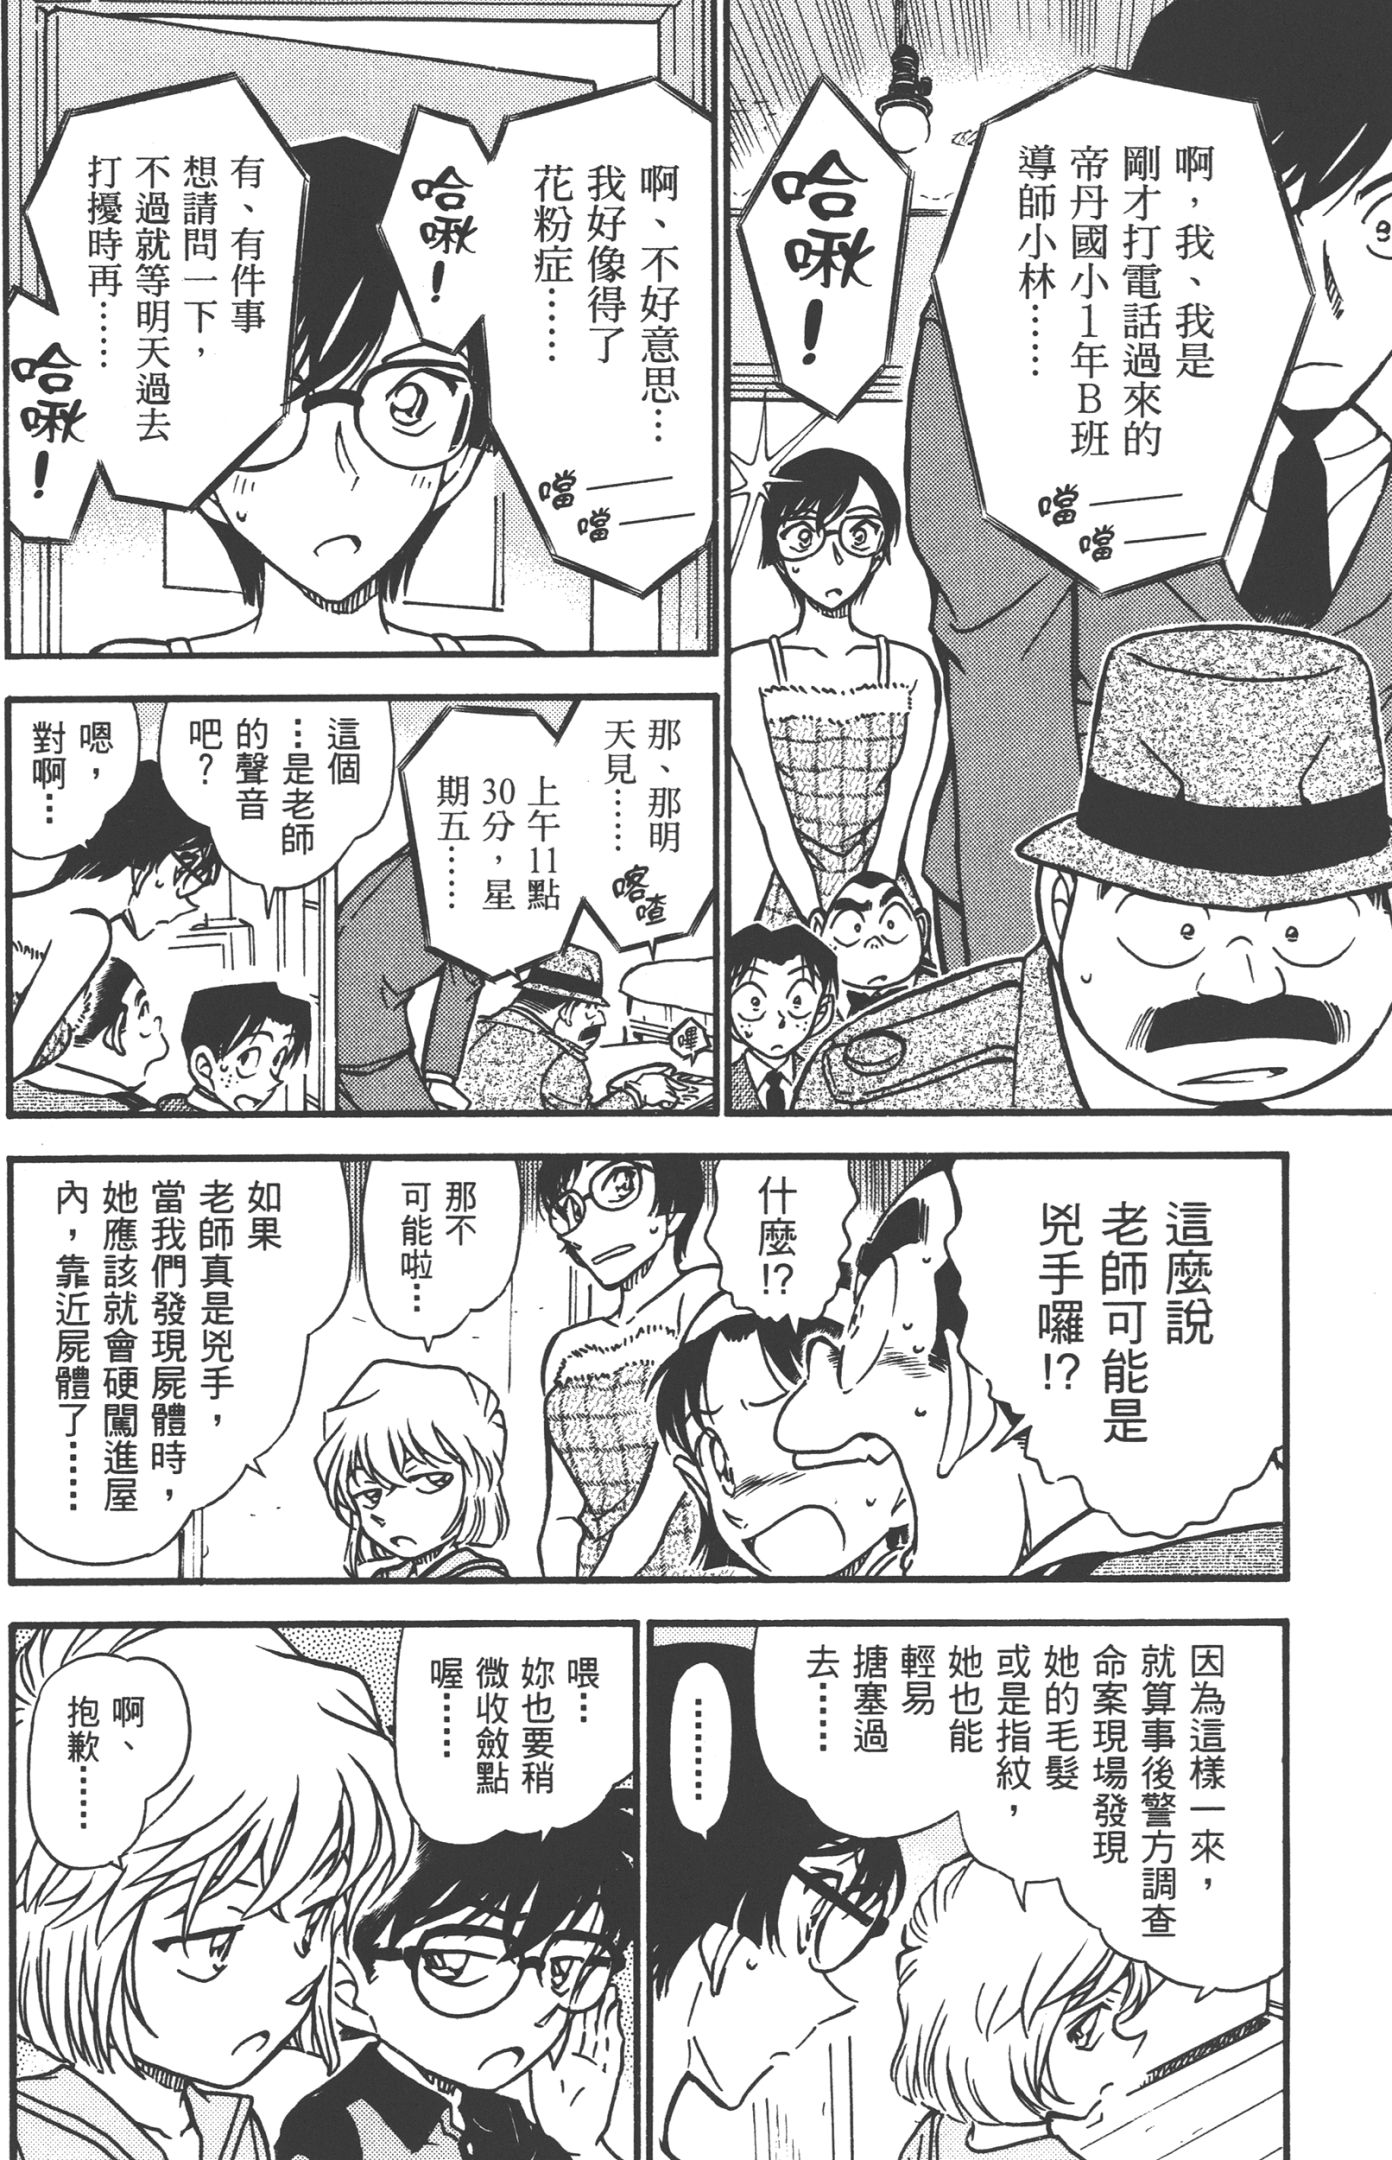 啊，我、我是
剛才打電話過來的
帝丹國小1年B班
導師小林……
噹——
噹——
哈啾！
啊、不好意思…
我好像得了
花粉症……
噹——
噹——
哈啾！
有、有件事
想請問一下，
不過就等明天過去
打擾時再……
哈啾！
那、那明
天見……
喀喳
嗶
上午11點
30分，星
期五……
這個
…是老師
的聲音
吧？
嗯，
對啊…
這麼說
老師可能是
兇手囉!?
什麼!?
那不
可能啦…
如果
老師真是兇手，
當我們發現屍體時，
她應該就會硬闖進屋
內，靠近屍體了……
因為這樣一來，
就算事後警方調查
命案現場發現
她的毛髮
或是指紋，
她也能
輕易
搪塞過
去……
………
喂…
妳也要稍
微收斂點
喔……
啊、
抱歉……